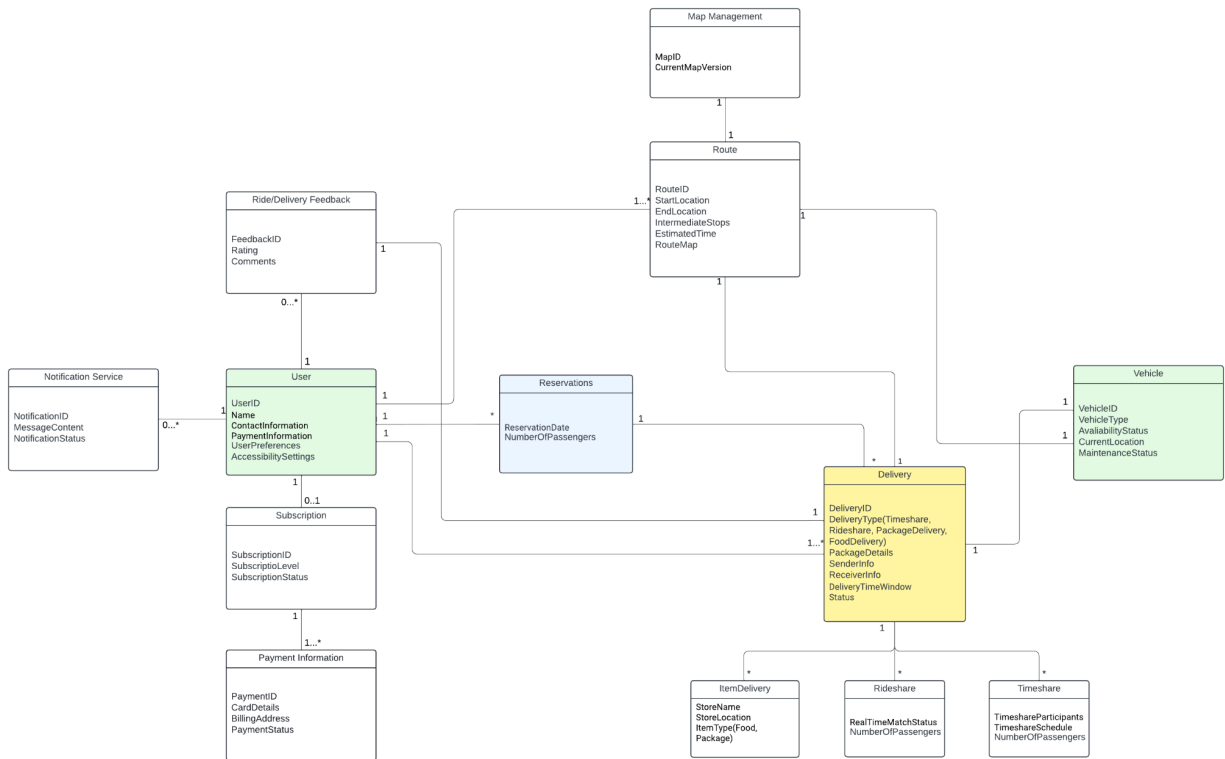 Map Management
MapID
CurrentMapVersion
1
1
Route
RouteID
StartLocation
EndLocation
IntermediateStops
EstimatedTime
RouteMap
1...*
1
1
Ride/Delivery Feedback
FeedbackID
Rating
Comments
1
0...*
1
Notification Service
NotificationID
MessageContent
NotificationStatus
0...*
1
User
UserID
Name
ContactInformation
PaymentInformation
UserPreferences
AccessibilitySettings
1
1
1
1
0..1
Reservations
ReservationDate
NumberOfPassengers
*
1
Vehicle
VehicleID
VehicleType
AvaliabilityStatus
CurrentLocation
MaintenanceStatus
1
1
*
1
Delivery
DeliveryID
DeliveryType(Timeshare,
Rideshare, PackageDelivery,
FoodDelivery)
PackageDetails
SenderInfo
ReceiverInfo
DeliveryTimeWindow
Status
1
1...*
1
1
Subscription
SubscriptionID
SubscriptioLevel
SubscriptionStatus
1
1...*
Payment Information
PaymentID
CardDetails
BillingAddress
PaymentStatus
*
*
*
ItemDelivery
StoreName
StoreLocation
ItemType(Food,
Package)
Rideshare
RealTimeMatchStatus
NumberOfPassengers
Timeshare
TimeshareParticipants
TimeshareSchedule
NumberOfPassengers